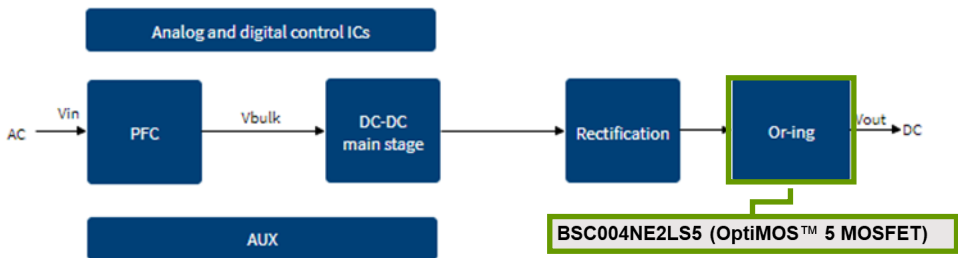 Analog and digital control ICs
Vin
AC
PFC
Vbulk
DC-DC
main stage
Rectification
Or-ing
Vout
DC
AUX
BSC004NE2LS5 (OptiMOS™ 5 MOSFET)